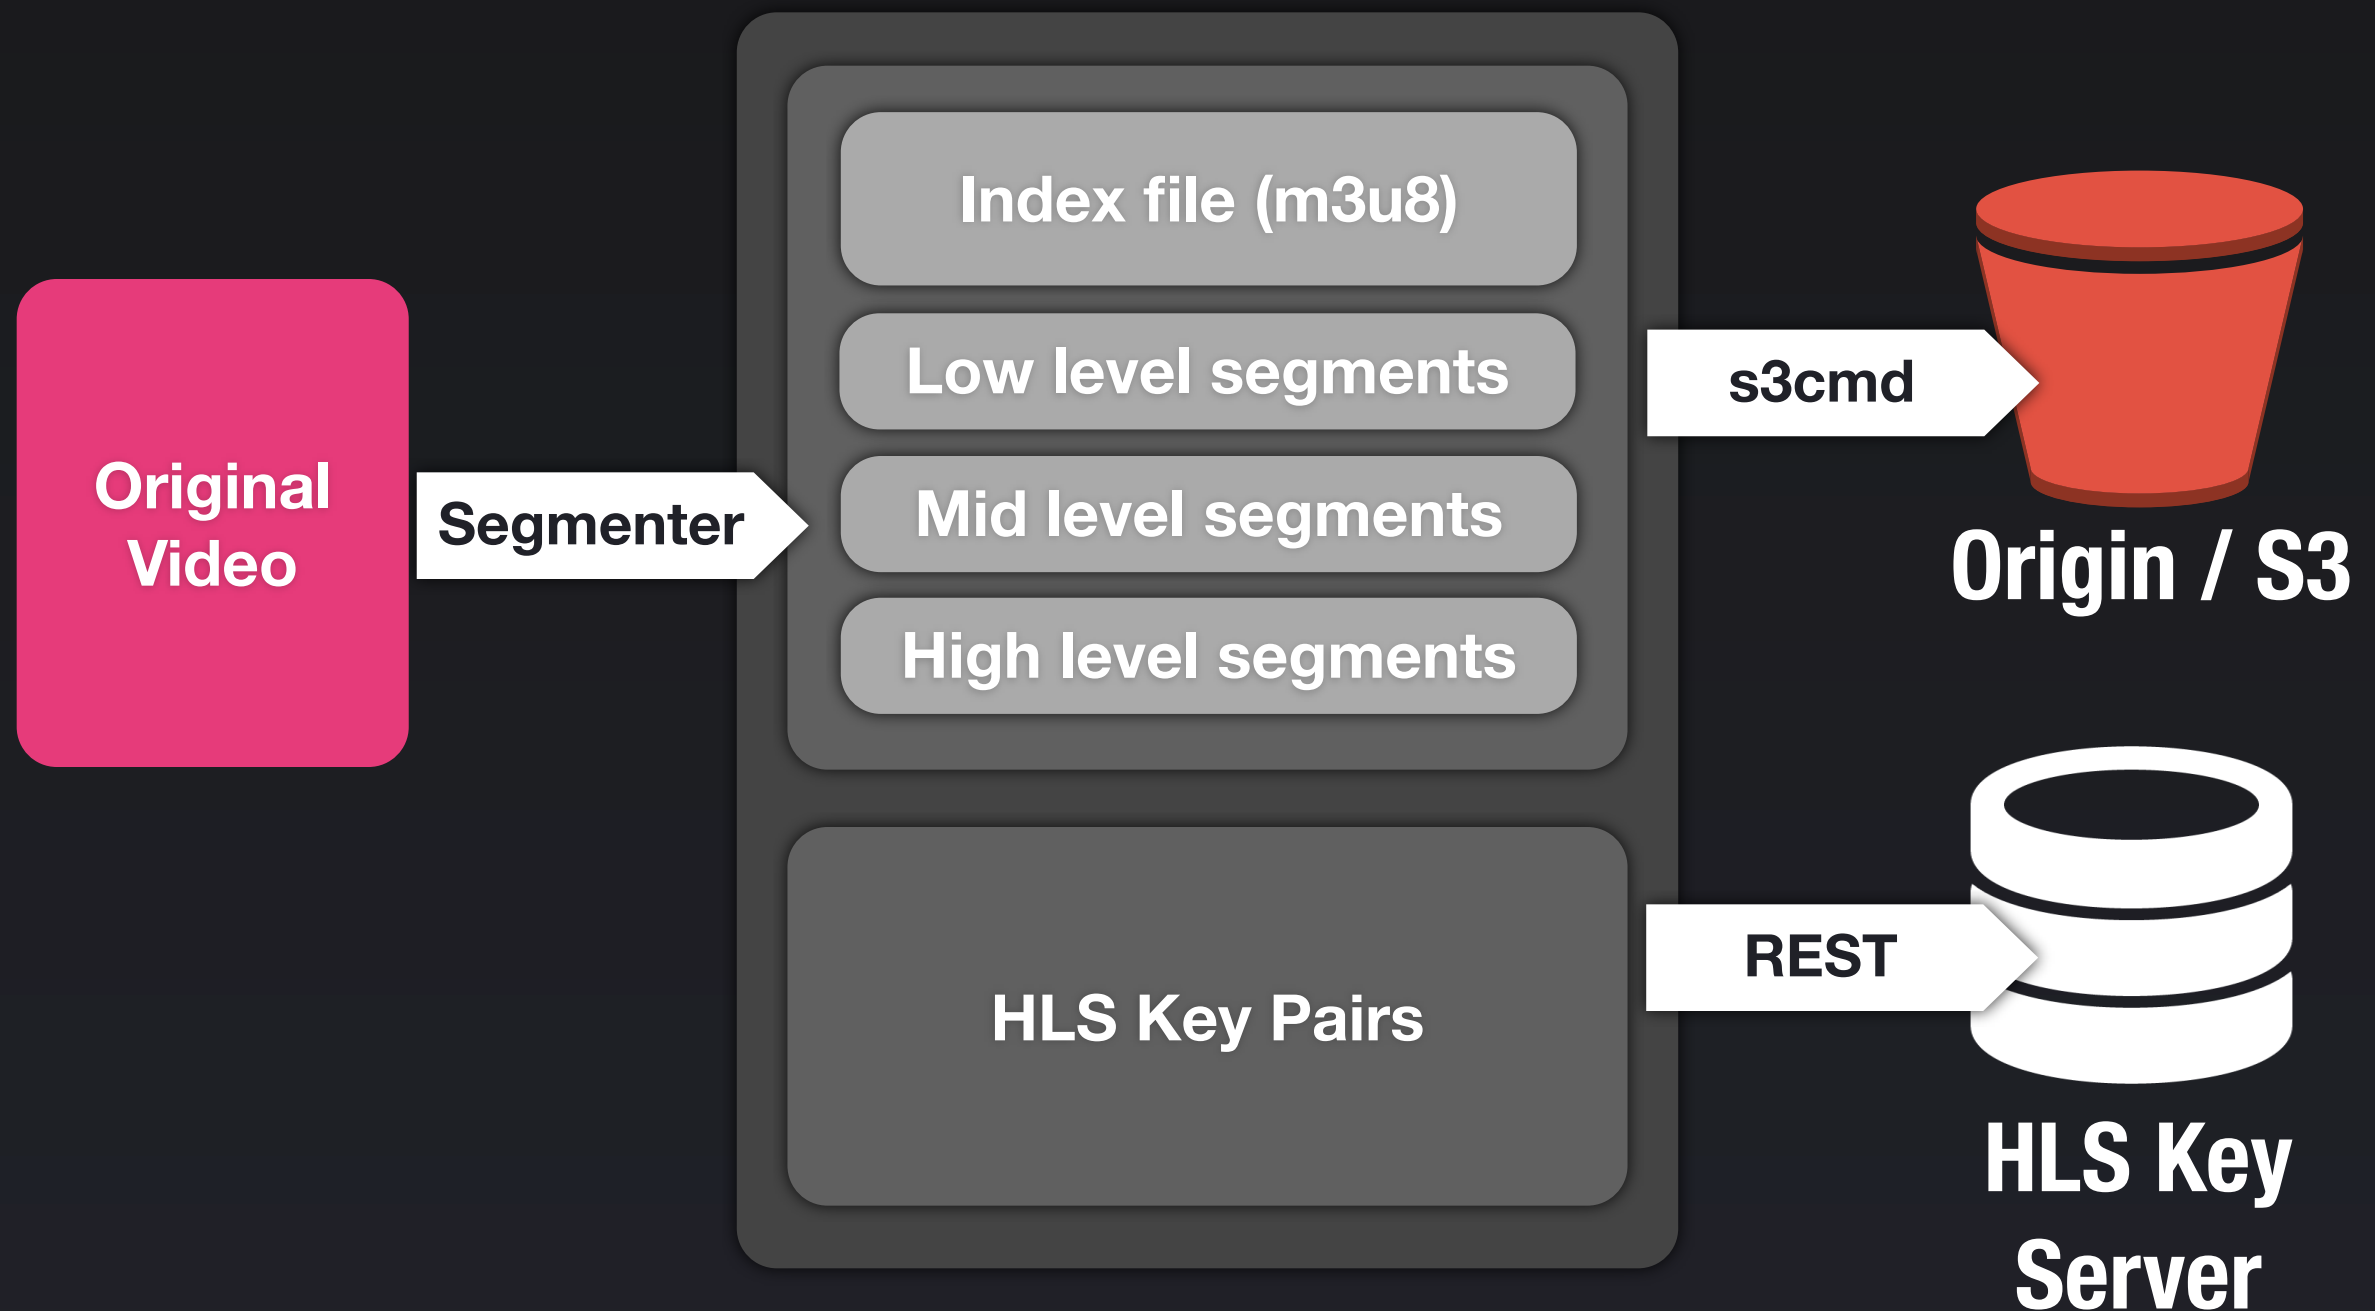 Original
Video
Segmenter
Index file (m3u8)
Low level segments
Mid level segments
High level segments
HLS Key Pairs
s3cmd
Origin / S3
REST
HLS Key
Server